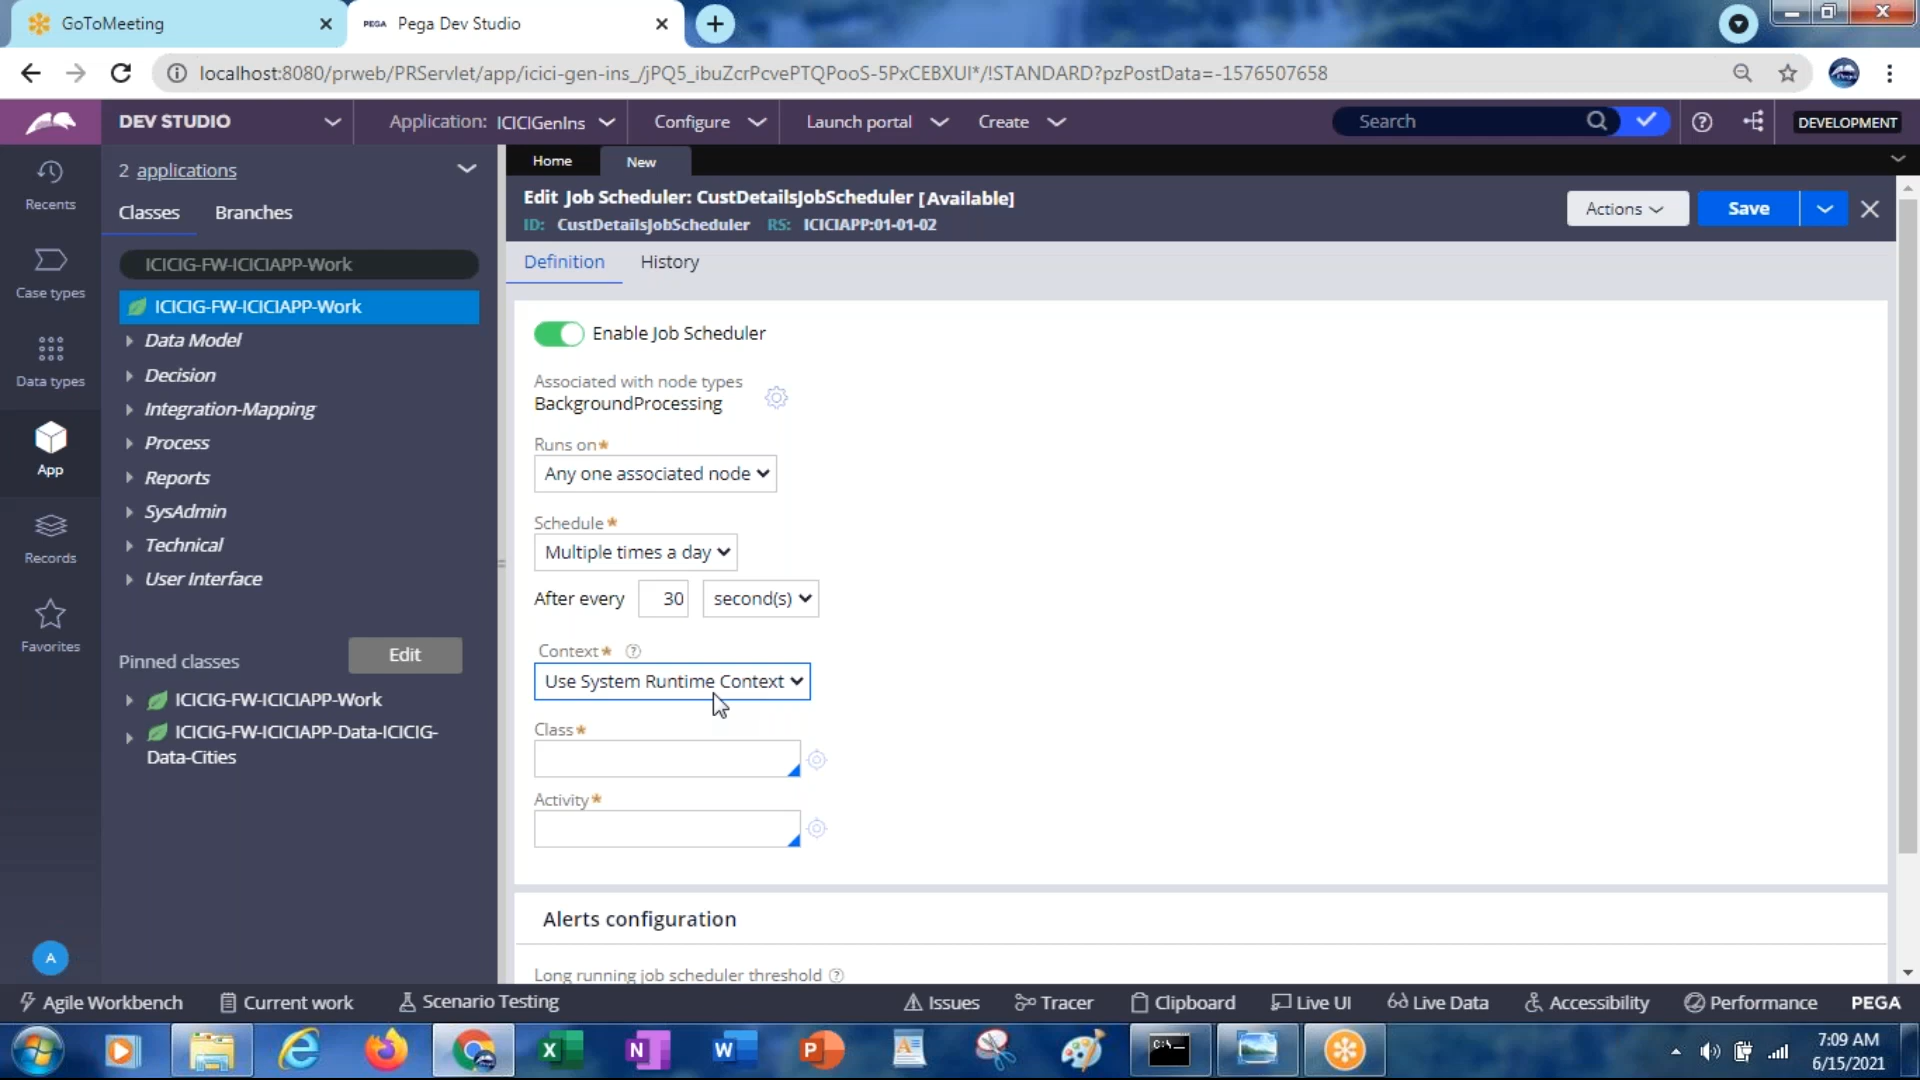 GoToMeeting
PEGA Pega Dev Studio
localhost:8080/prweb/PRServlet/app/icici-gen-ins_/jPQ5_ibuZcrPcvePTQPooS-5PxCEBXUI*/!STANDARD?pzPostData=-1576507658
DEV STUDIO
Application: ICICIGenIns
Configure
Launch portal
Create
Search
DEVELOPMENT
Recents
Case types
Data types
App
Records
Favorites
A
2 applications
Classes Branches
ICICIG-FW-ICICIAPP-Work
ICICIG-FW-ICICIAPP-Work
Data Model
Decision
Integration-Mapping
Process
Reports
SysAdmin
Technical
User Interface
Pinned classes Edit
ICICIG-FW-ICICIAPP-Work
ICICIG-FW-ICICIAPP-Data-ICICIG-
Data-Cities
Home New
Edit Job Scheduler: CustDetailsJobScheduler [Available]
ID: CustDetailsJobScheduler RS: ICICIAPP:01-01-02
Actions Save
Definition History
Enable Job Scheduler
Associated with node types
BackgroundProcessing
Runs on*
Any one associated node
Schedule*
Multiple times a day
After every 30 second(s)
Context*
Use System Runtime Context
Class*
Activity*
Alerts configuration
Long running job scheduler threshold
Agile Workbench Current work Scenario Testing Issues Tracer Clipboard Live UI Live Data Accessibility Performance PEGA
7:09 AM
6/15/2021